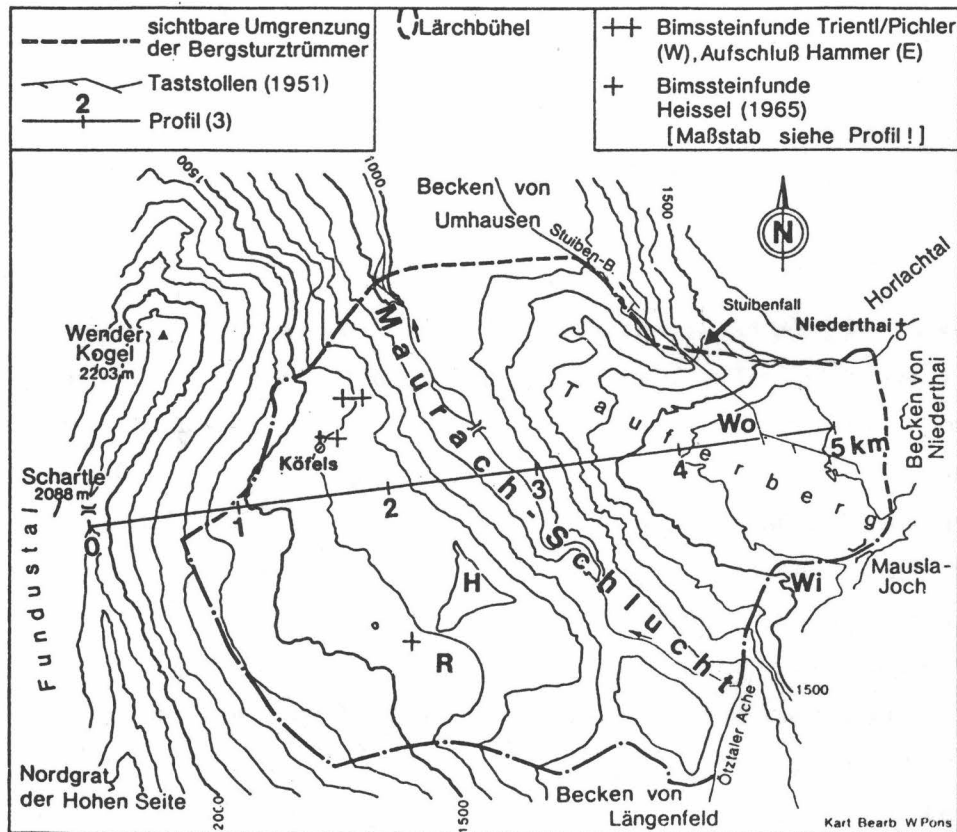 sichtbare Umgrenzung
der Bergsturztrümmer
Taststollen (1951)
2
Profil (3)
Lärchbühel
Bimssteinfunde Trientl/Pichler
(W), Aufschluß Hammer (E)
Bimssteinfunde
Heissel (1965)
[Maßstab siehe Profil!]
1500
1000
Becken von
Umhausen
1500
N
Stuiben-B.
Horlachtal
Stuibenfall
Niederthai
Wender
Kogel
2203 m
Maurach-Schlucht
Tauferberg
Becken von
Niederthai
Wo
5 km
Köfels
4
3
2
1
0
Schartle
2088 m
Fundustal
H
R
Wi
Mausla-
Joch
1500
Ötztaler Ache
Nordgrat
der Hohen Seite
2000
1500
Becken von
Längenfeld
Kart Bearb W Pons